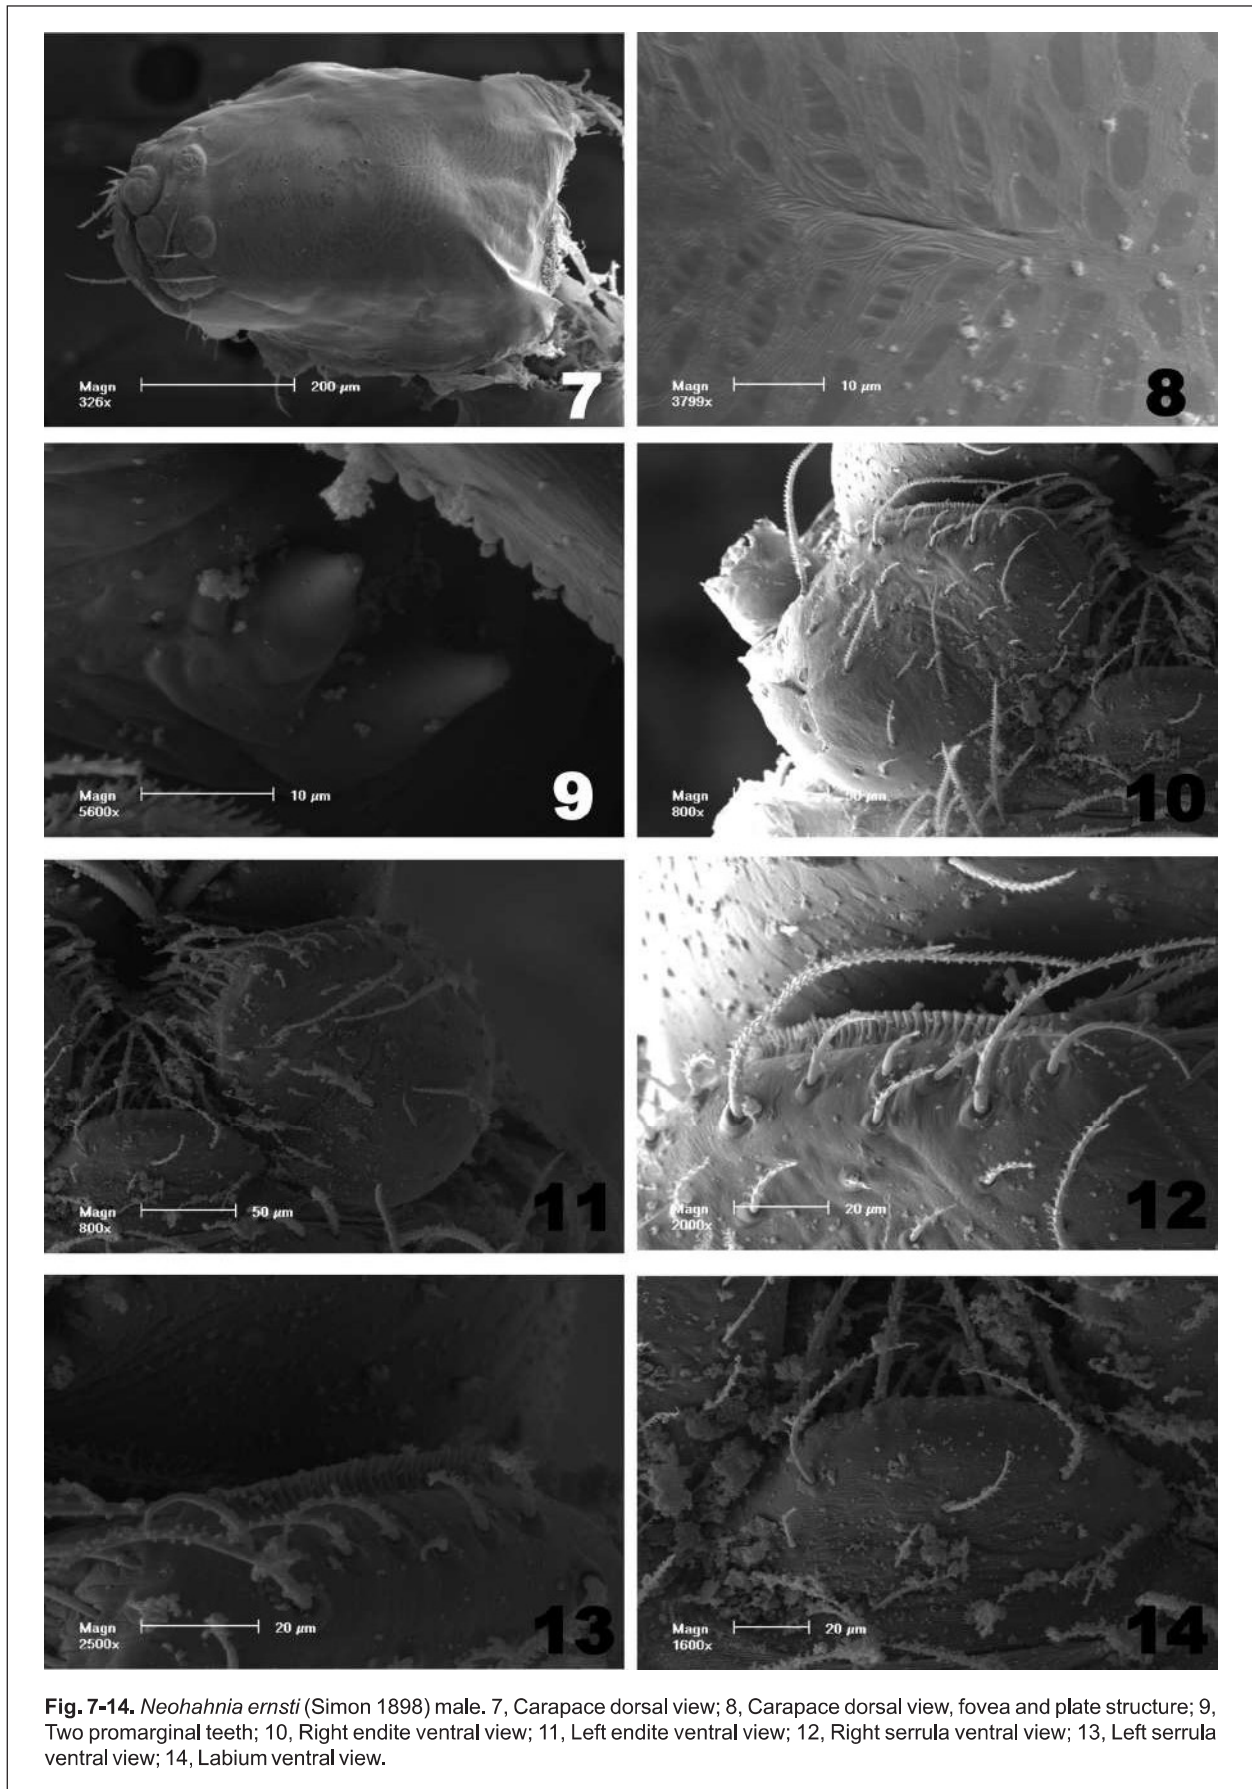 Magn
326x
200 µm
7
Magn
3799x
10 µm
8
Magn
5600x
10 µm
9
Magn
800x
50 µm
10
Magn
800x
50 µm
11
Magn
2000x
20 µm
12
Magn
2500x
20 µm
13
Magn
1600x
20 µm
14
Fig. 7-14. Neohahnia ernsti (Simon 1898) male. 7, Carapace dorsal view; 8, Carapace dorsal view, fovea and plate structure; 9,
Two promarginal teeth; 10, Right endite ventral view; 11, Left endite ventral view; 12, Right serrula ventral view; 13, Left serrula
ventral view; 14, Labium ventral view.